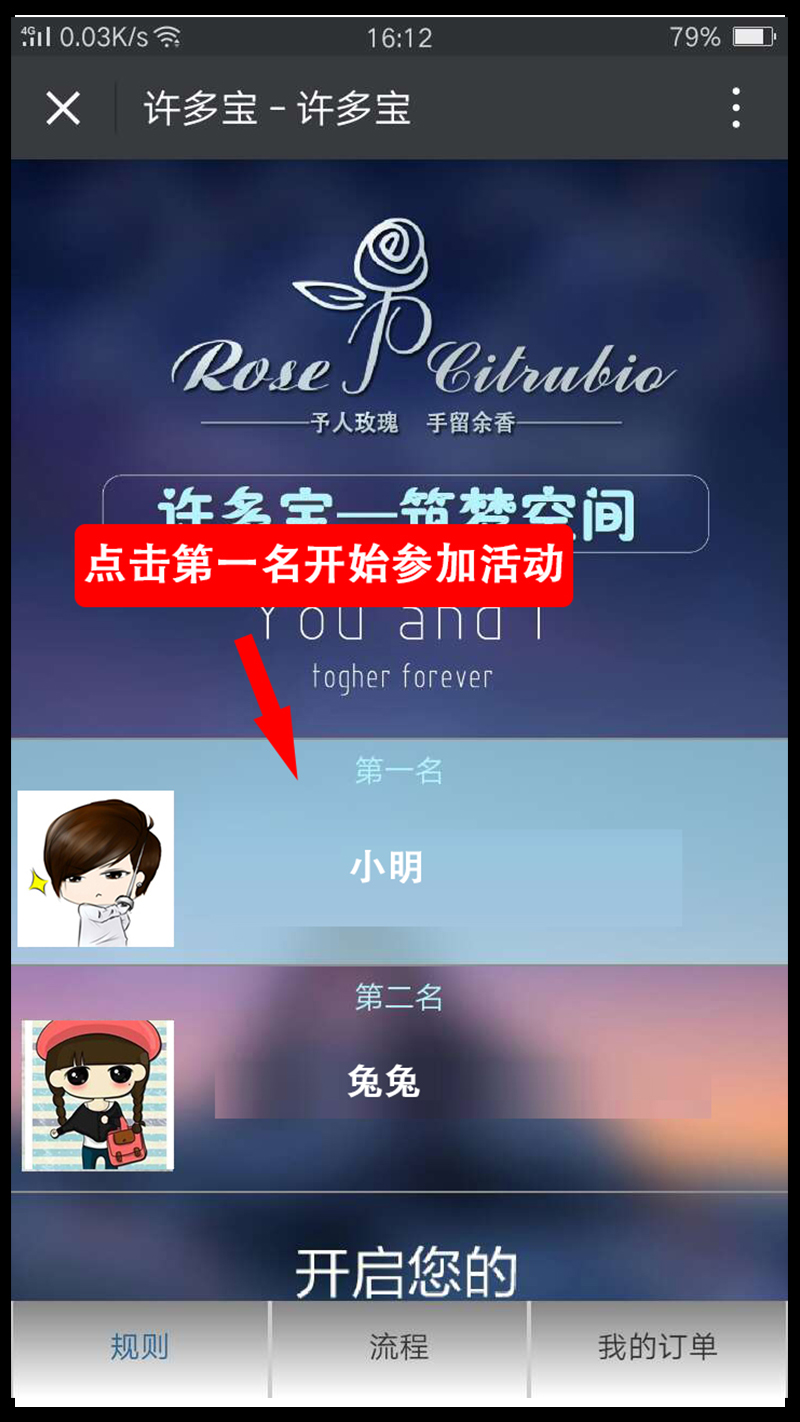 4G 0.03K/s 16:12 79%
许多宝 - 许多宝
Rose Citrubio
予人玫瑰 手留余香
许多宝—筑梦空间
点击第一名开始参加活动
You and I
togher forever
第一名
小明
第二名
兔兔
开启您的
规则 流程 我的订单